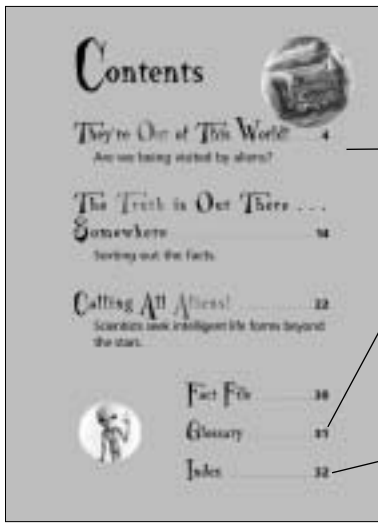 Contents
They're Out of This World! 4
Are we being visited by aliens?
The Truth is Out There . . .
Somewhere 14
Sorting out the facts.
Calling All Aliens! 22
Scientists seek intelligent life forms beyond
the stars.
Fact File 30
Glossary 31
Index 32